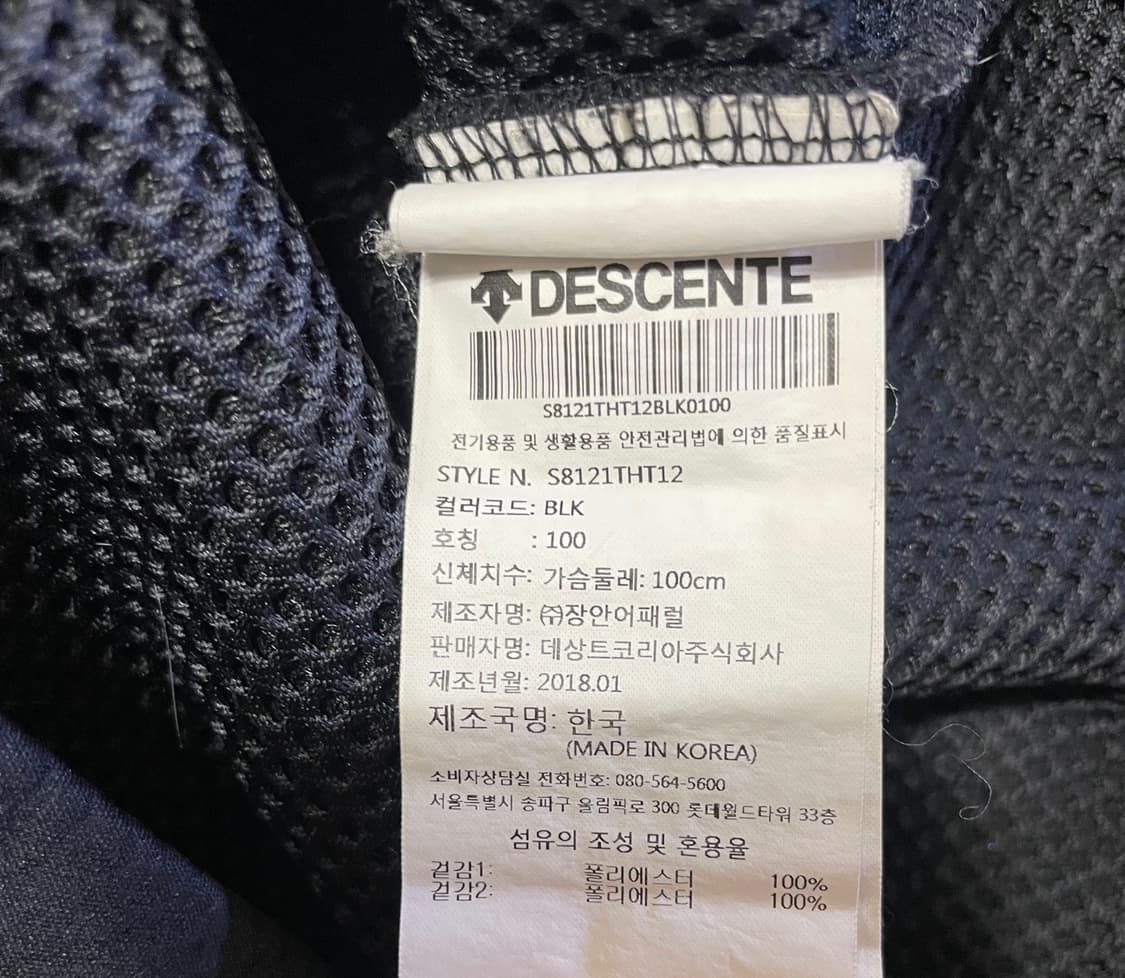 DESCENTE
S8121THT12BLK0100
전기용품 및 생활용품 안전관리법에 의한 품질표시
STYLE N. S8121THT12
컬러코드: BLK
호칭 : 100
신체치수: 가슴둘레: 100cm
제조자명: ㈜장안어패럴
판매자명: 데상트코리아주식회사
제조년월: 2018.01
제조국명: 한국
(MADE IN KOREA)
소비자상담실 전화번호: 080-564-5600
서울특별시 송파구 올림픽로 300 롯데월드타워 33층
섬유의 조성 및 혼용율
겉감1: 폴리에스터 100%
겉감2: 폴리에스터 100%